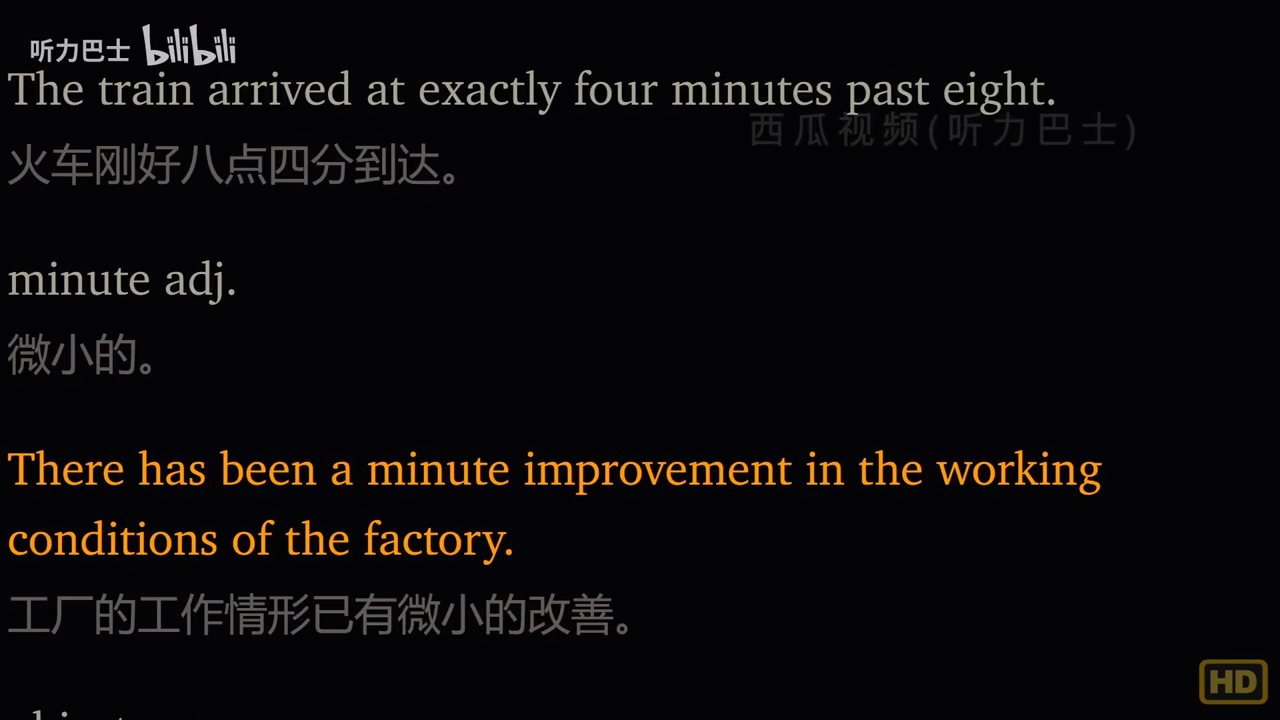 听力巴士 bilibili
The train arrived at exactly four minutes past eight.
西瓜视频(听力巴士)
火车刚好八点四分到达。
minute adj.
微小的。
There has been a minute improvement in the working
conditions of the factory.
工厂的工作情形已有微小的改善。
HD